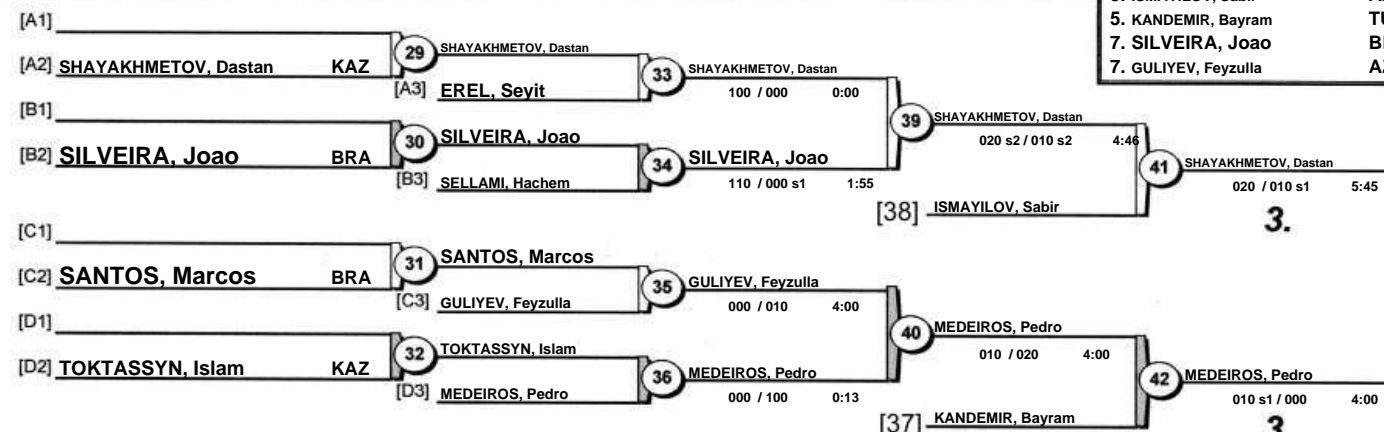 5. KANDEMIR, Bayram
7. SILVEIRA, Joao
7. GULIYEV, Feyzulla
[A1]
[A2] SHAYAKHMETOV, Dastan KAZ
29 SHAYAKHMETOV, Dastan
[A3] EREL, Seyit
33 SHAYAKHMETOV, Dastan
100 / 000 0:00
[B1]
[B2] SILVEIRA, Joao BRA
30 SILVEIRA, Joao
[B3] SELLAMI, Hachem
34 SILVEIRA, Joao
110 / 000 s1 1:55
39 SHAYAKHMETOV, Dastan
020 s2 / 010 s2 4:46
[38] ISMAYILOV, Sabir
41 SHAYAKHMETOV, Dastan
020 / 010 s1 5:45
3.
[C1]
[C2] SANTOS, Marcos BRA
31 SANTOS, Marcos
[C3] GULIYEV, Feyzulla
35 GULIYEV, Feyzulla
000 / 010 4:00
[D1]
[D2] TOKTASSYN, Islam KAZ
32 TOKTASSYN, Islam
[D3] MEDEIROS, Pedro
36 MEDEIROS, Pedro
000 / 100 0:13
40 MEDEIROS, Pedro
010 / 020 4:00
[37] KANDEMIR, Bayram
42 MEDEIROS, Pedro
010 s1 / 000 4:00
3